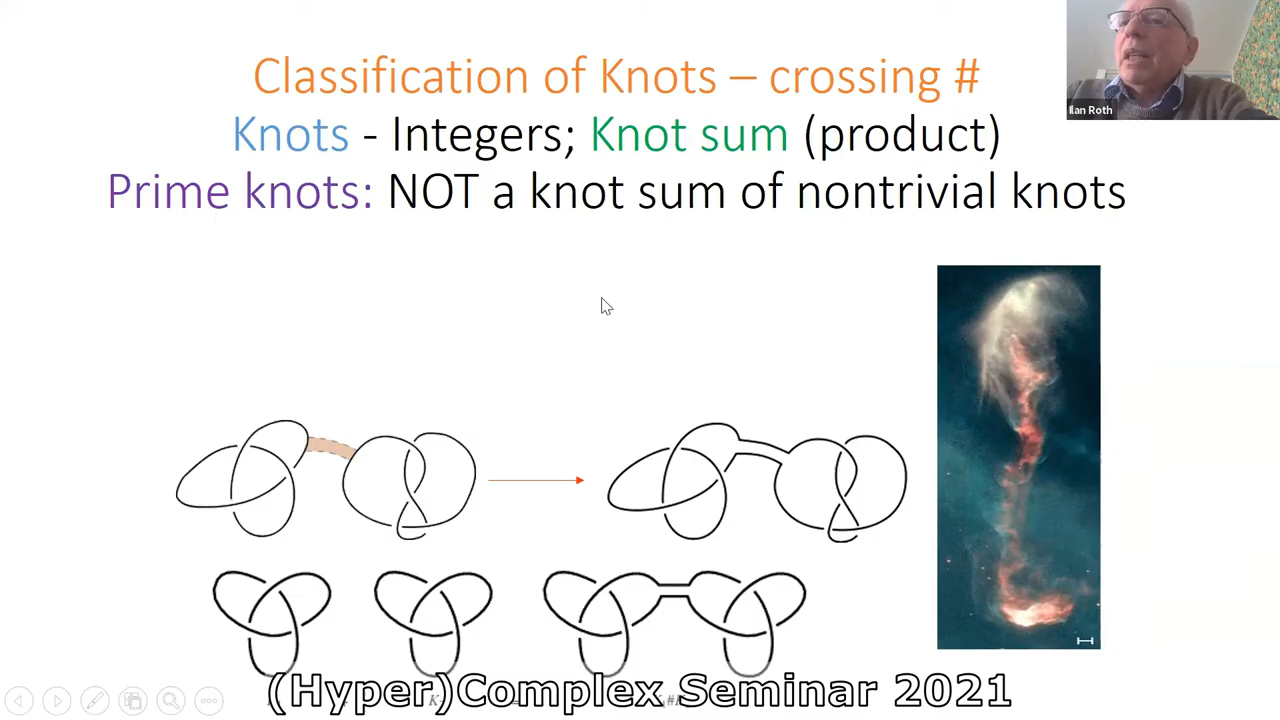 Classification of Knots – crossing #
Knots - Integers; Knot sum (product)
Prime knots: NOT a knot sum of nontrivial knots
Ilan Roth
(Hyper)Complex Seminar 2021